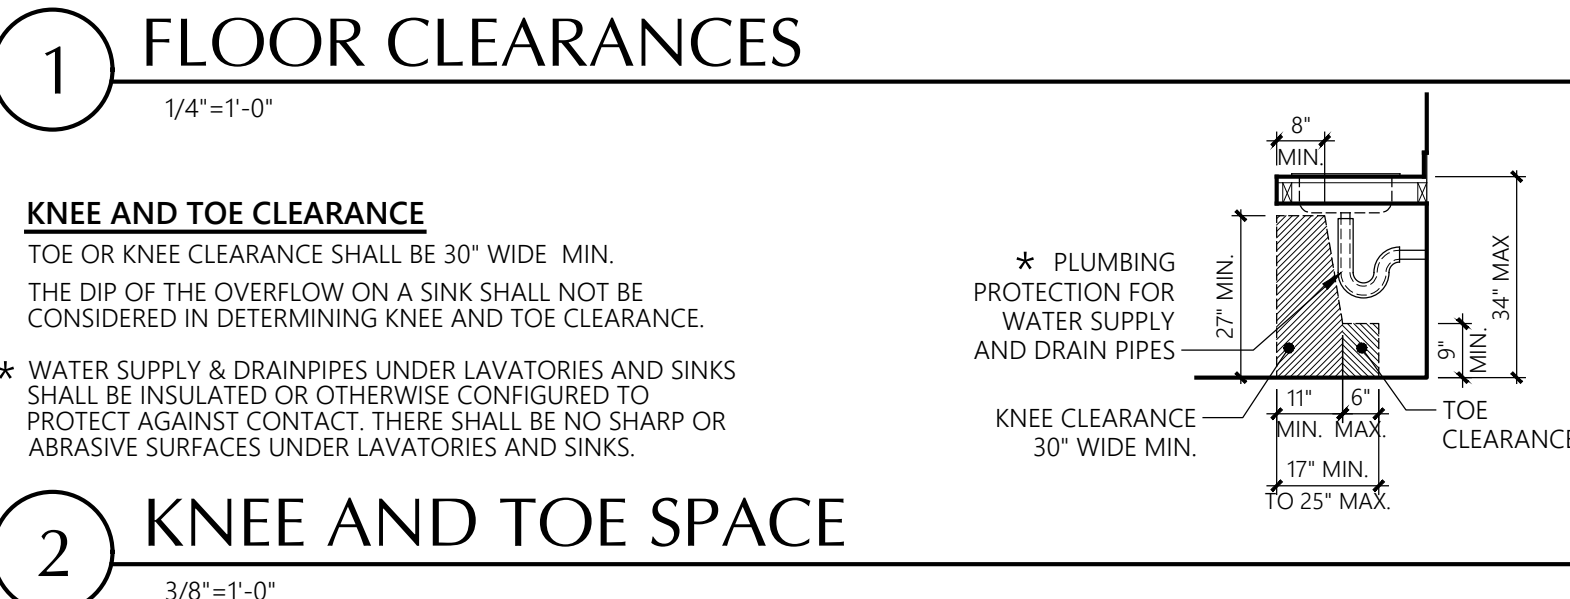 1
FLOOR CLEARANCES
1/4"=1'-0"
KNEE AND TOE CLEARANCE
TOE OR KNEE CLEARANCE SHALL BE 30" WIDE MIN.
THE DIP OF THE OVERFLOW ON A SINK SHALL NOT BE
CONSIDERED IN DETERMINING KNEE AND TOE CLEARANCE.
* WATER SUPPLY & DRAINPIPES UNDER LAVATORIES AND SINKS
SHALL BE INSULATED OR OTHERWISE CONFIGURED TO
PROTECT AGAINST CONTACT. THERE SHALL BE NO SHARP OR
ABRASIVE SURFACES UNDER LAVATORIES AND SINKS.
8"
MIN.
* PLUMBING
PROTECTION FOR
WATER SUPPLY
AND DRAIN PIPES
27" MIN.
34" MAX
9"
MIN.
KNEE CLEARANCE
30" WIDE MIN.
11"
MIN.
6"
MAX.
TOE
CLEARANCE
17" MIN.
TO 25" MAX.
2
KNEE AND TOE SPACE
3/8"=1'-0"